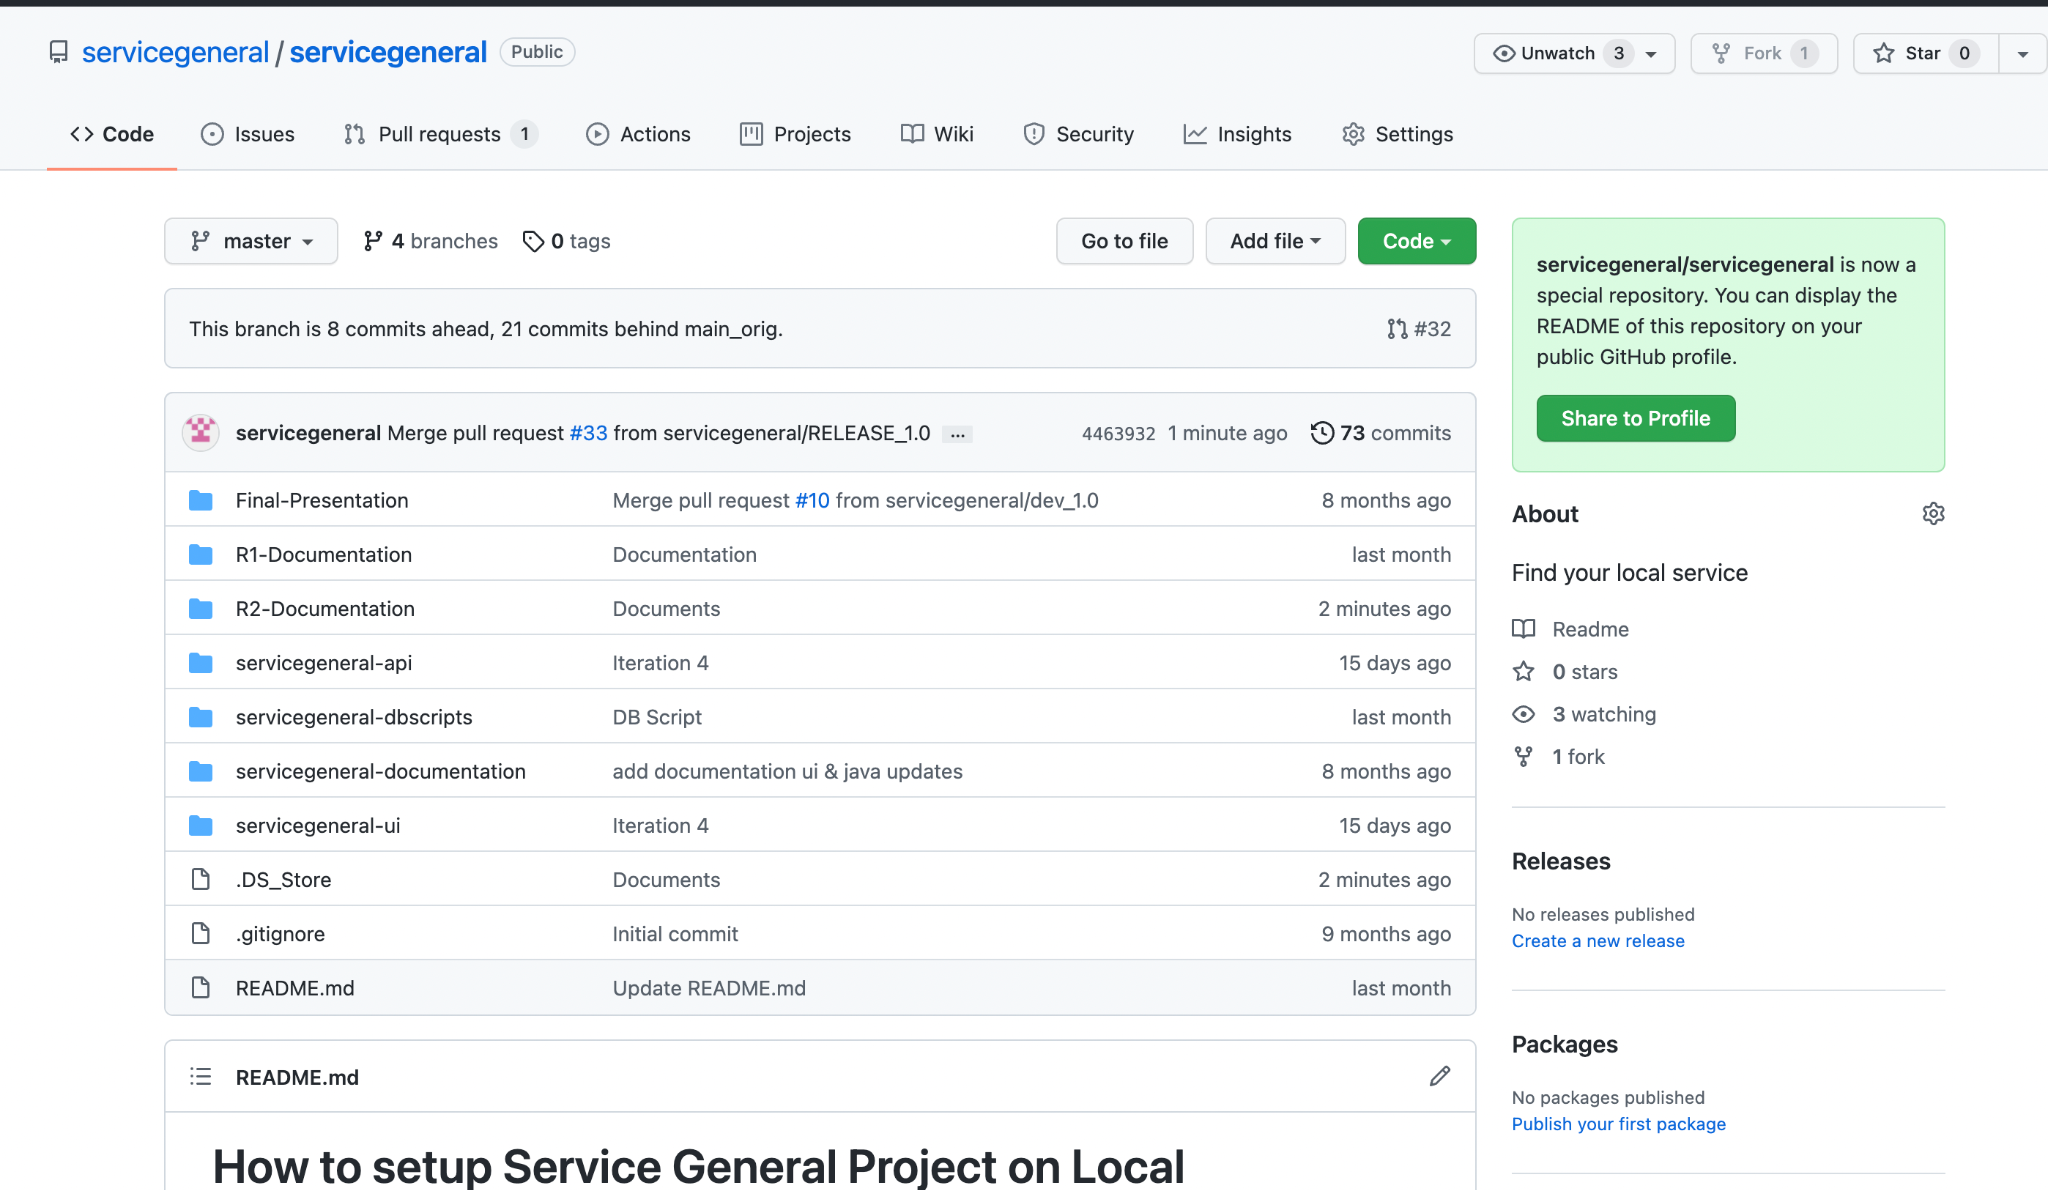 servicegeneral / servicegeneral Public
Unwatch 3 Fork 1 Star 0
Code Issues Pull requests 1 Actions Projects Wiki Security Insights Settings
master 4 branches 0 tags Go to file Add file Code
This branch is 8 commits ahead, 21 commits behind main_orig. #32
servicegeneral Merge pull request #33 from servicegeneral/RELEASE_1.0 ... 4463932 1 minute ago 73 commits
Final-Presentation Merge pull request #10 from servicegeneral/dev_1.0 8 months ago
R1-Documentation Documentation last month
R2-Documentation Documents 2 minutes ago
servicegeneral-api Iteration 4 15 days ago
servicegeneral-dbscripts DB Script last month
servicegeneral-documentation add documentation ui & java updates 8 months ago
servicegeneral-ui Iteration 4 15 days ago
.DS_Store Documents 2 minutes ago
.gitignore Initial commit 9 months ago
README.md Update README.md last month
README.md
How to setup Service General Project on Local
servicegeneral/servicegeneral is now a
special repository. You can display the
README of this repository on your
public GitHub profile.
Share to Profile
About
Find your local service
Readme
0 stars
3 watching
1 fork
Releases
No releases published
Create a new release
Packages
No packages published
Publish your first package